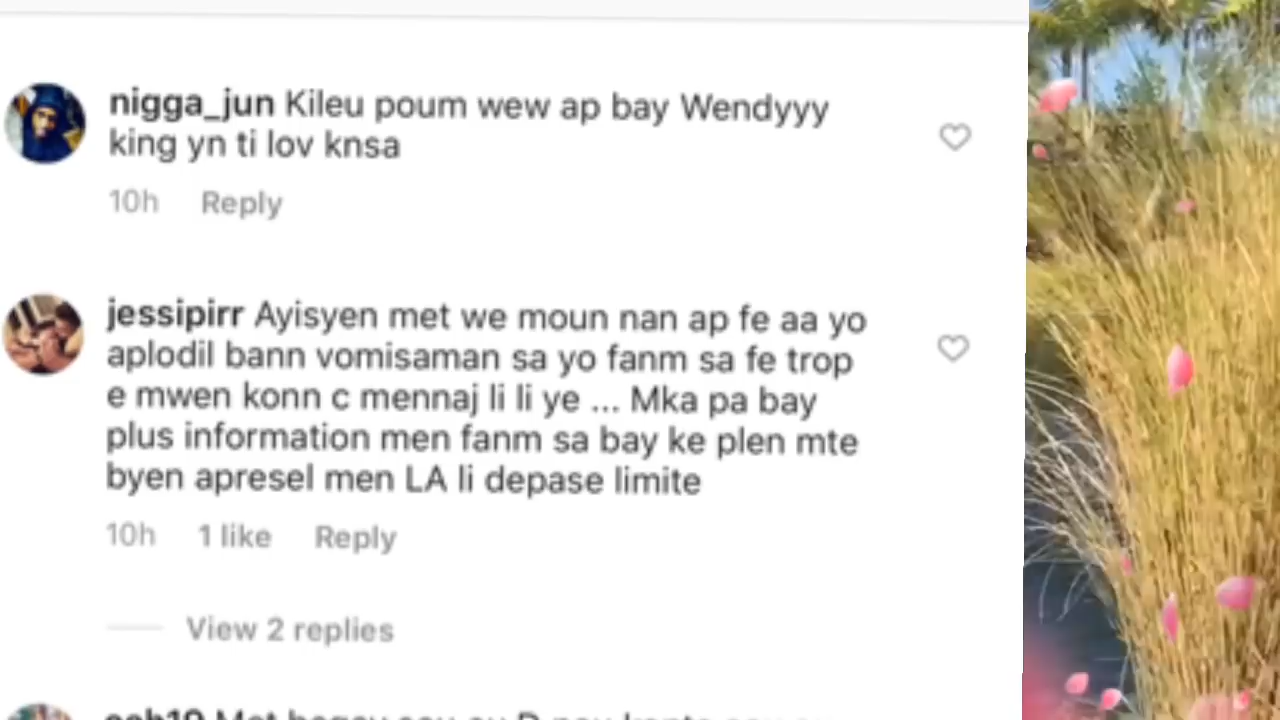 nigga_jun Kileu poum wew ap bay Wendyyy
king yn ti lov knsa
10h Reply
jessipirr Ayisyen met we moun nan ap fe aa yo
aplodil bann vomisaman sa yo fanm sa fe trop
e mwen konn c mennaj li li ye ... Mka pa bay
plus information men fanm sa bay ke plen mte
byen apresel men LA li depase limite
10h 1 like Reply
View 2 replies